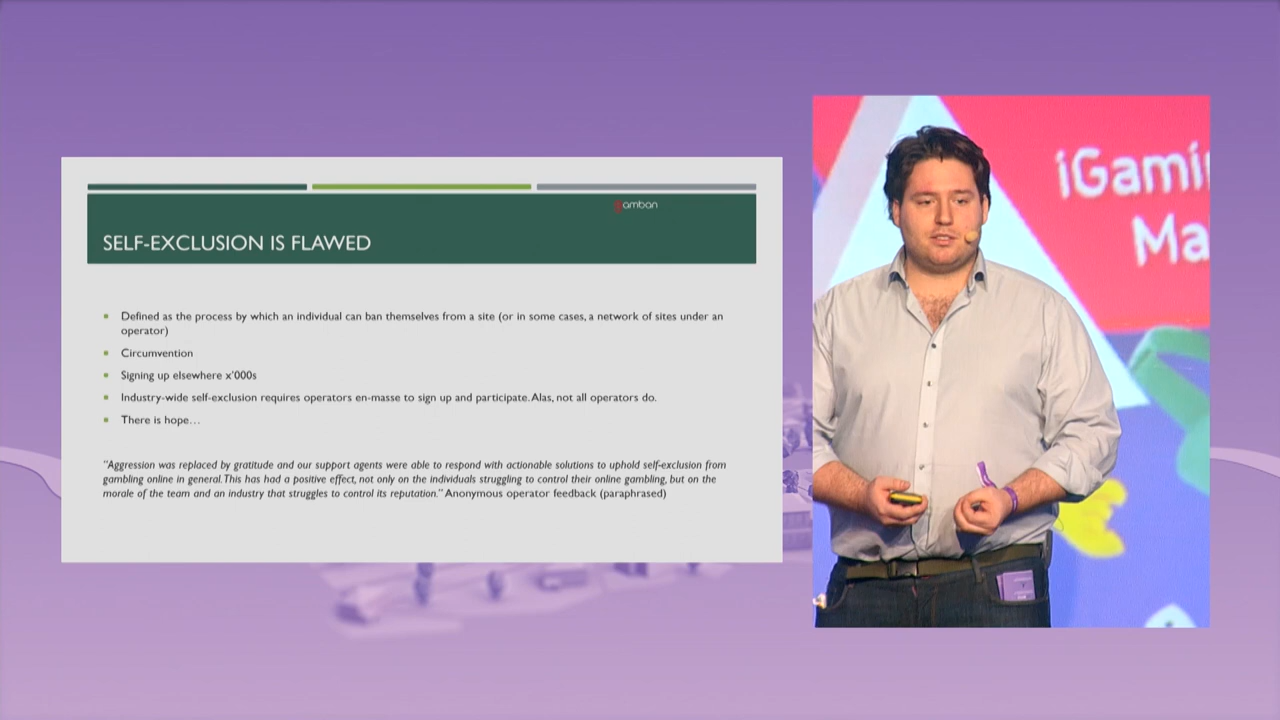 gamban
SELF-EXCLUSION IS FLAWED
Defined as the process by which an individual can ban themselves from a site (or in some cases, a network of sites under an
operator)
Circumvention
Signing up elsewhere x'000s
Industry-wide self-exclusion requires operators en-masse to sign up and participate. Alas, not all operators do.
There is hope…
"Aggression was replaced by gratitude and our support agents were able to respond with actionable solutions to uphold self-exclusion from
gambling online in general. This has had a positive effect, not only on the individuals struggling to control their online gambling, but on the
morale of the team and an industry that struggles to control its reputation." Anonymous operator feedback (paraphrased)
iGami
Ma